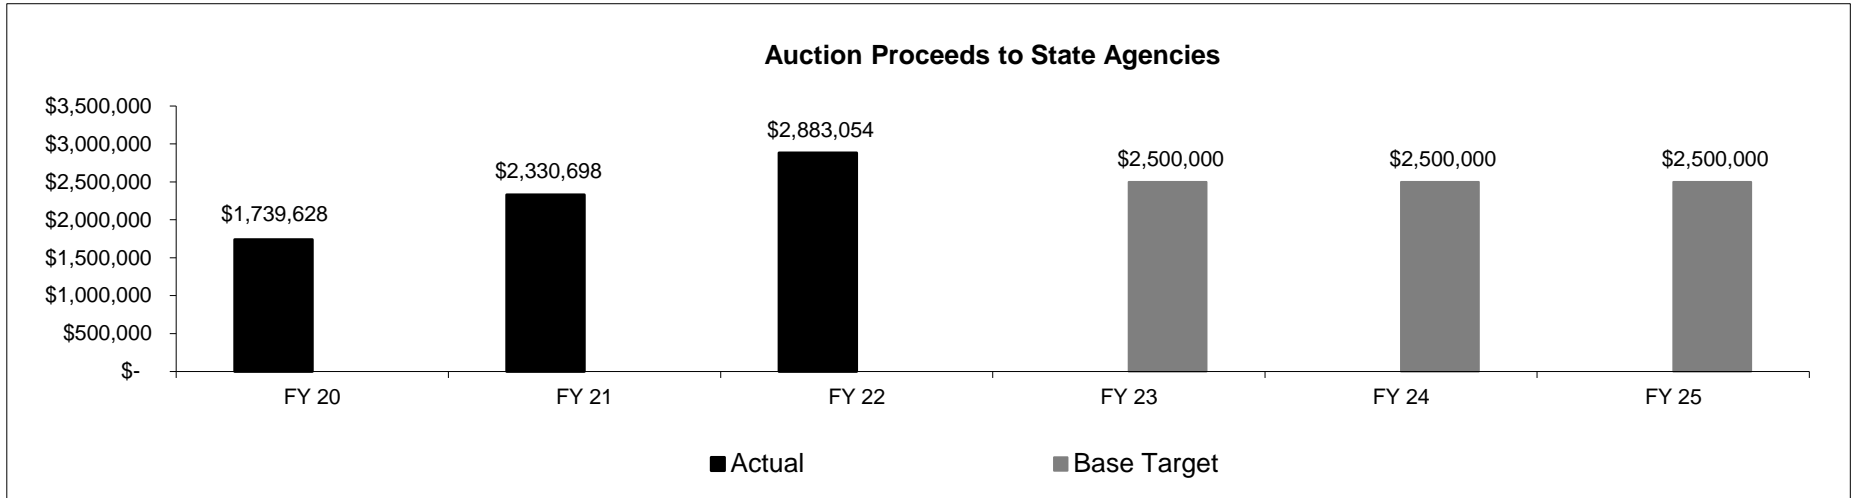 Auction Proceeds to State Agencies
$3,500,000
$3,000,000
$2,500,000
$2,000,000
$1,500,000
$1,000,000
$500,000
$-
$1,739,628
$2,330,698
$2,883,054
$2,500,000
$2,500,000
$2,500,000
FY 20
FY 21
FY 22
FY 23
FY 24
FY 25
Actual
Base Target